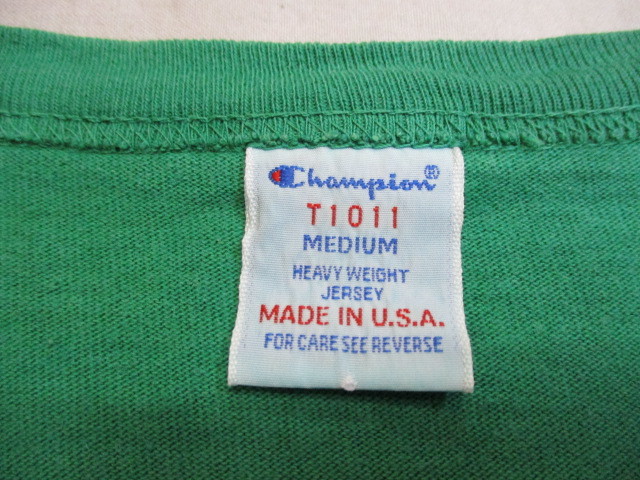 Champion®
T1011
MEDIUM
HEAVY WEIGHT
JERSEY
MADE IN U.S.A.
FOR CARE SEE REVERSE